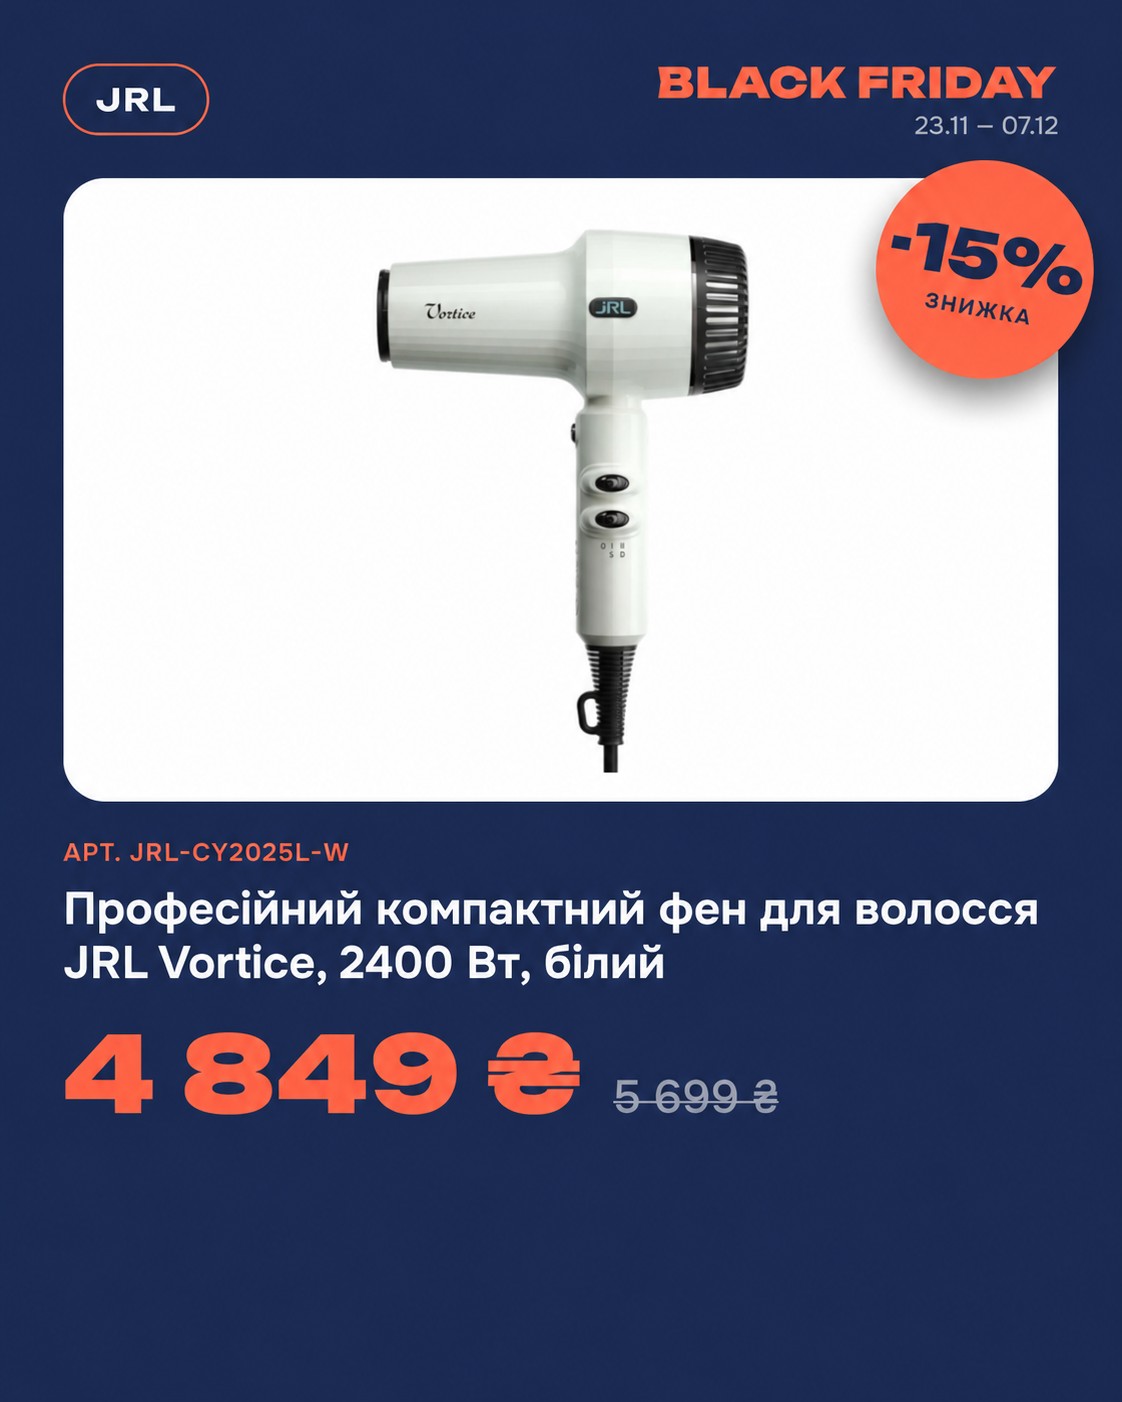 JRL
BLACK FRIDAY
23.11 – 07.12
-15%
ЗНИЖКА
Vortice
JRL
O I II
S D
АРТ. JRL-CY2025L-W
Професійний компактний фен для волосся
JRL Vortice, 2400 Вт, білий
4 849 ₴ 5 699 ₴